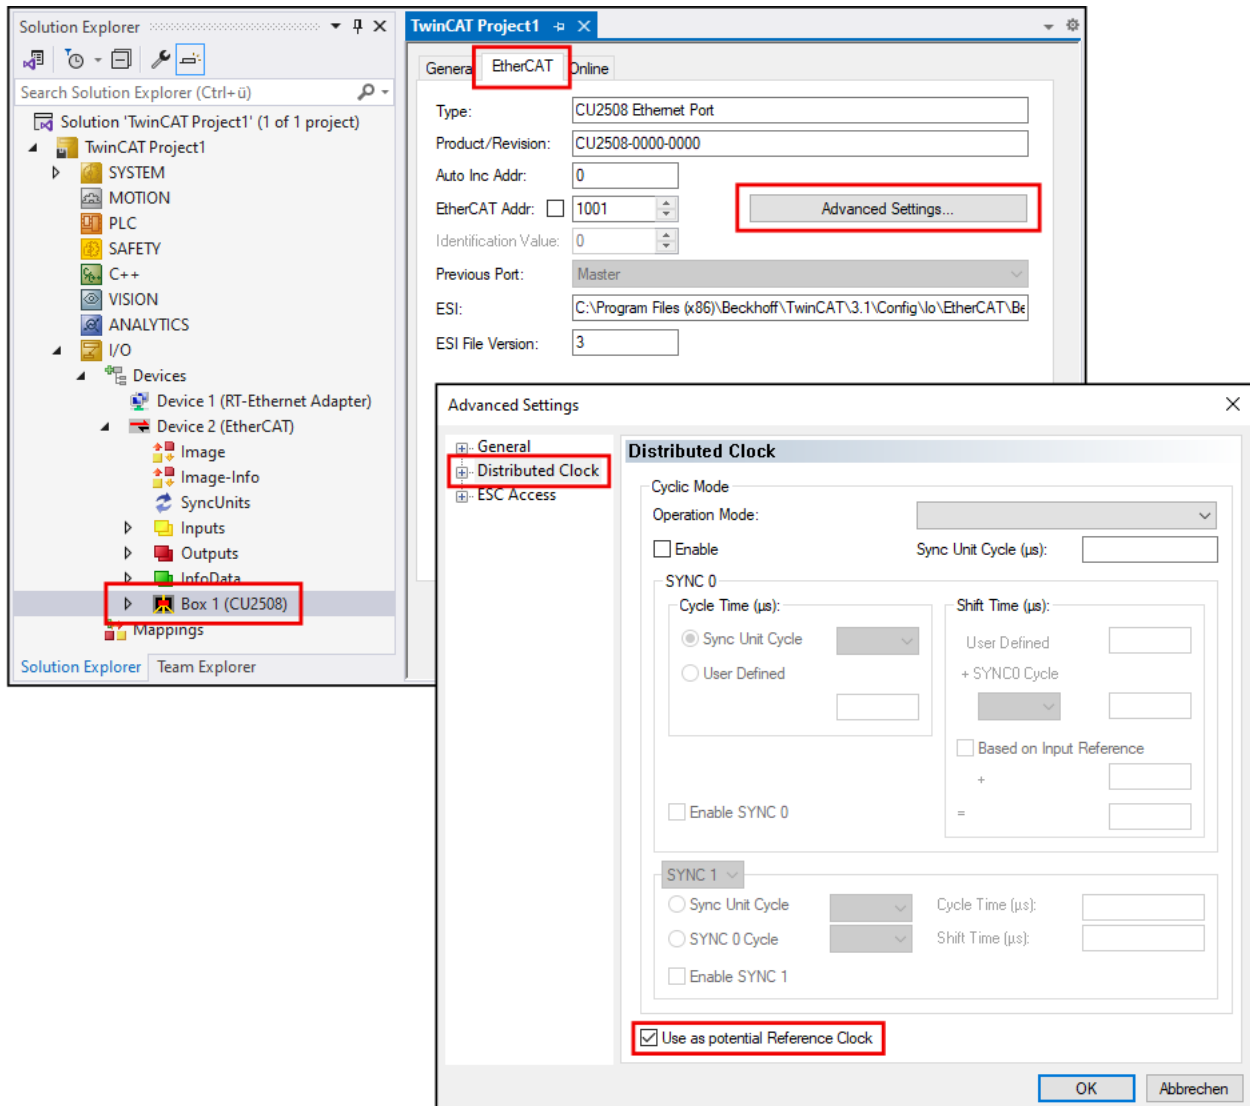 Solution Explorer
Search Solution Explorer (Ctrl+ü)
Solution 'TwinCAT Project1' (1 of 1 project)
TwinCAT Project1
SYSTEM
MOTION
PLC
SAFETY
C++
VISION
ANALYTICS
I/O
Devices
Device 1 (RT-Ethernet Adapter)
Device 2 (EtherCAT)
Image
Image-Info
SyncUnits
Inputs
Outputs
InfoData
Box 1 (CU2508)
Mappings
Solution Explorer Team Explorer
TwinCAT Project1
General EtherCAT Online
Type: CU2508 Ethernet Port
Product/Revision: CU2508-0000-0000
Auto Inc Addr: 0
EtherCAT Addr: 1001 Advanced Settings...
Identification Value: 0
Previous Port: Master
ESI: C:\Program Files (x86)\Beckhoff\TwinCAT\3.1\Config\Io\EtherCAT\Be
ESI File Version: 3
Advanced Settings
General
Distributed Clock
ESC Access
Distributed Clock
Cyclic Mode
Operation Mode:
Enable Sync Unit Cycle (µs):
SYNC 0
Cycle Time (µs): Shift Time (µs):
Sync Unit Cycle User Defined
User Defined + SYNC0 Cycle
Based on Input Reference
+
Enable SYNC 0 =
SYNC 1
Sync Unit Cycle Cycle Time (µs):
SYNC 0 Cycle Shift Time (µs):
Enable SYNC 1
Use as potential Reference Clock
OK Abbrechen